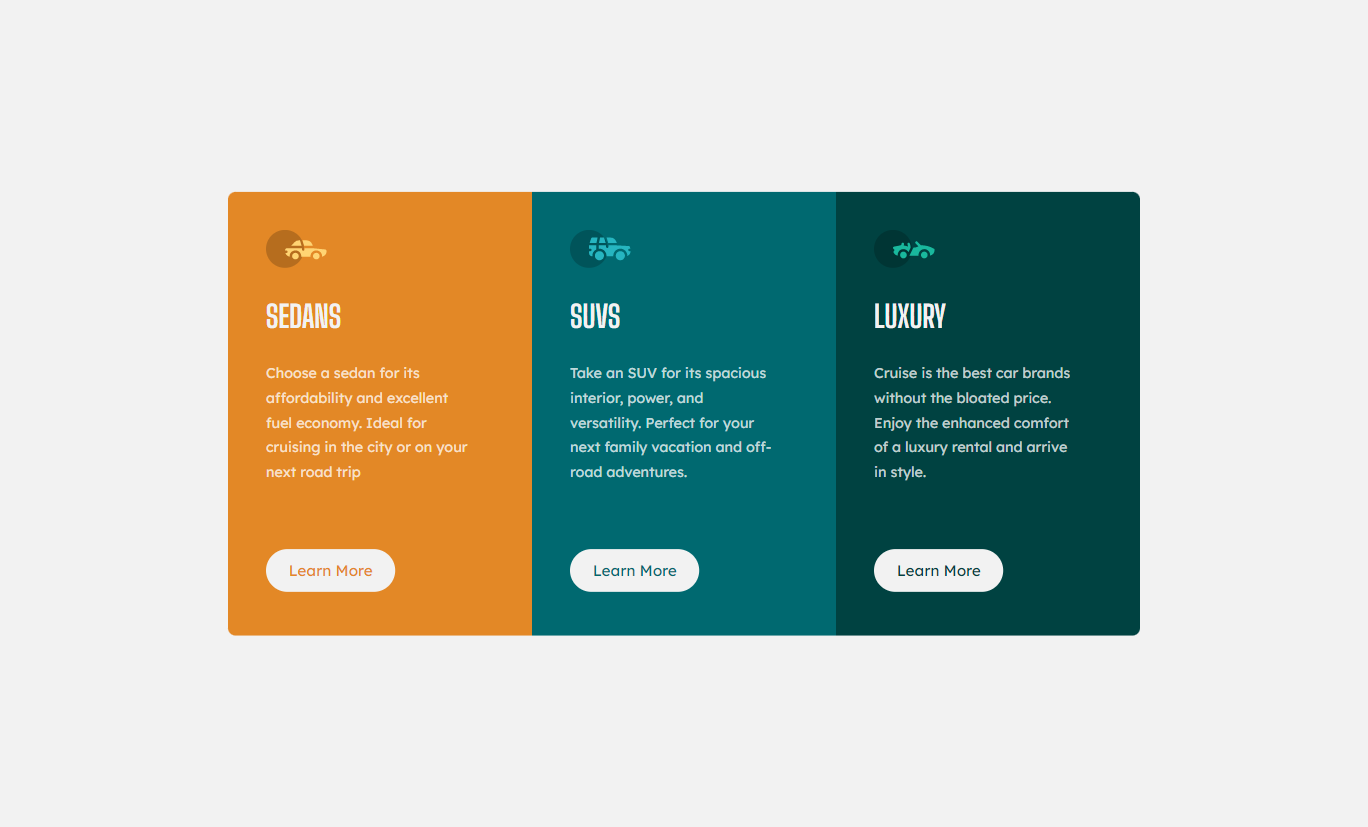 SEDANS
Choose a sedan for its
affordability and excellent
fuel economy. Ideal for
cruising in the city or on your
next road trip
Learn More
SUVS
Take an SUV for its spacious
interior, power, and
versatility. Perfect for your
next family vacation and off-
road adventures.
Learn More
LUXURY
Cruise is the best car brands
without the bloated price.
Enjoy the enhanced comfort
of a luxury rental and arrive
in style.
Learn More